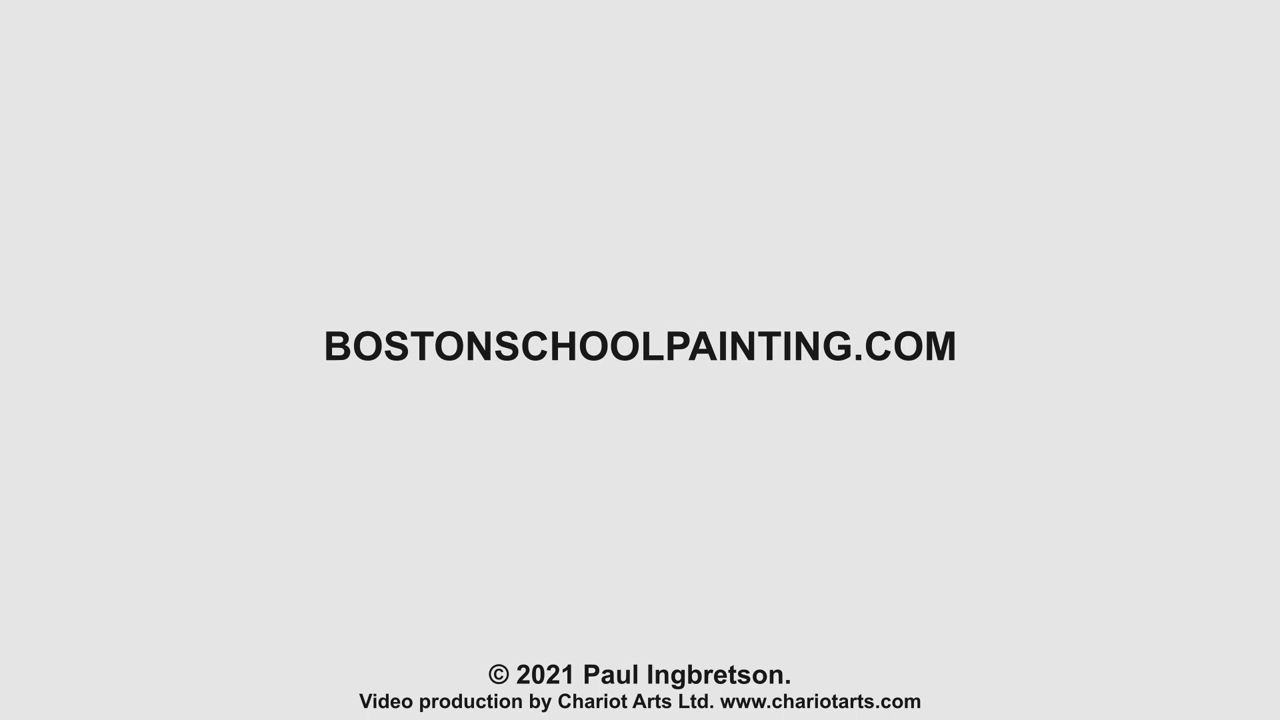 BOSTONSCHOOLPAINTING.COM
© 2021 Paul Ingbretson.
Video production by Chariot Arts Ltd. www.chariotarts.com